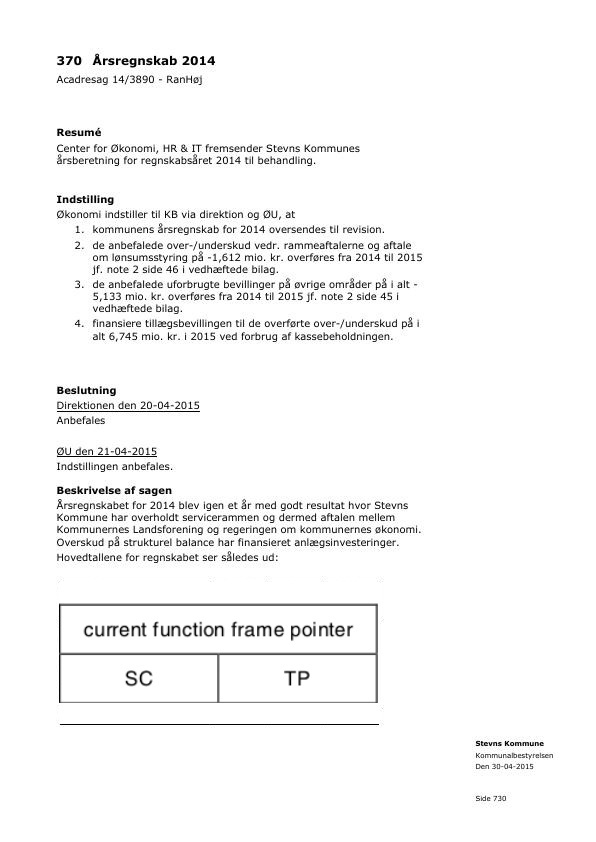 370 Årsregnskab 2014
Acadresag 14/3890 - RanHøj
Resumé
Center for Økonomi, HR & IT fremsender Stevns Kommunes
årsberetning for regnskabsåret 2014 til behandling.
Indstilling
Økonomi indstiller til KB via direktion og ØU, at
1. kommunens årsregnskab for 2014 oversendes til revision.
2. de anbefalede over-/underskud vedr. rammeaftalerne og aftale
om lønsumsstyring på -1,612 mio. kr. overføres fra 2014 til 2015
jf. note 2 side 46 i vedhæftede bilag.
3. de anbefalede uforbrugte bevillinger på øvrige områder på i alt -
5,133 mio. kr. overføres fra 2014 til 2015 jf. note 2 side 45 i
vedhæftede bilag.
4. finansiere tillægsbevillingen til de overførte over-/underskud på i
alt 6,745 mio. kr. i 2015 ved forbrug af kassebeholdningen.
Beslutning
Direktionen den 20-04-2015
Anbefales
ØU den 21-04-2015
Indstillingen anbefales.
Beskrivelse af sagen
Årsregnskabet for 2014 blev igen et år med godt resultat hvor Stevns
Kommune har overholdt servicerammen og dermed aftalen mellem
Kommunernes Landsforening og regeringen om kommunernes økonomi.
Overskud på strukturel balance har finansieret anlægsinvesteringer.
Hovedtallene for regnskabet ser således ud:
current function frame pointer
SC TP
Stevns Kommune
Kommunalbestyrelsen
Den 30-04-2015
Side 730